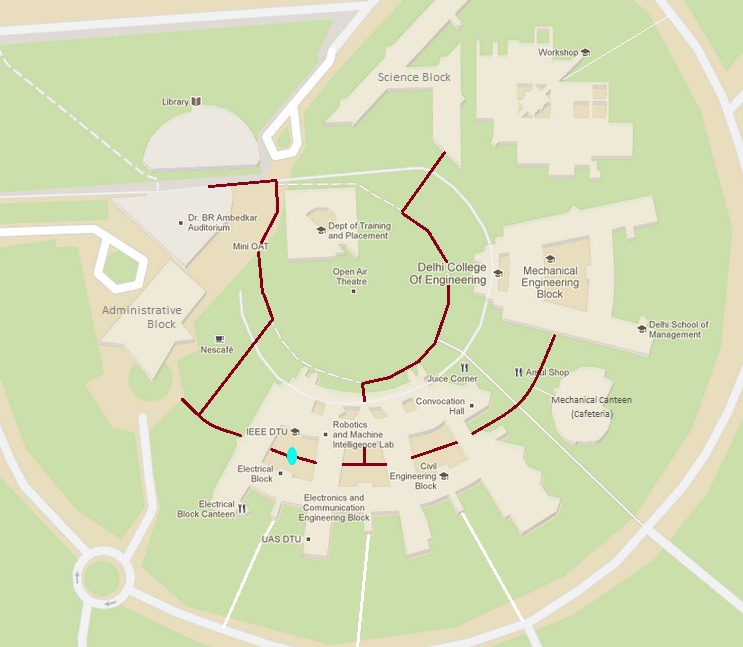 Workshop
Science Block
Library
Dr. BR Ambedkar
Auditorium
Dept of Training
and Placement
Mini OAT
Open Air
Theatre
Delhi College
Of Engineering
Mechanical
Engineering
Block
Administrative
Block
Delhi School of
Management
Nescafé
Juice Corner
Amul Shop
Mechanical Canteen
(Cafeteria)
Convocation
Hall
IEEE DTU
Robotics
and Machine
Intelligence Lab
Electrical
Block
Civil
Engineering
Block
Electrical
Block Canteen
Electronics and
Communication
Engineering Block
UAS DTU